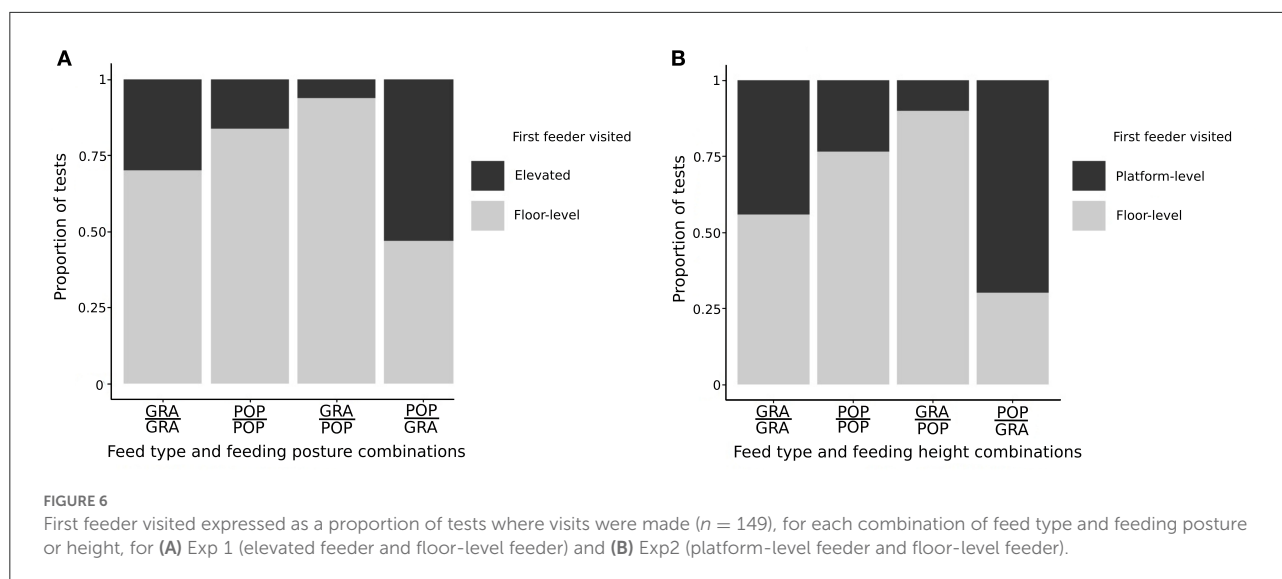 A
1
0.75
0.50
0.25
0
Proportion of tests
GRA
GRA
POP
POP
GRA
POP
POP
GRA
Feed type and feeding posture combinations
First feeder visited
Elevated
Floor-level
B
1
0.75
0.50
0.25
0
Proportion of tests
GRA
GRA
POP
POP
GRA
POP
POP
GRA
Feed type and feeding height combinations
First feeder visited
Platform-level
Floor-level
FIGURE 6
First feeder visited expressed as a proportion of tests where visits were made (n = 149), for each combination of feed type and feeding posture
or height, for (A) Exp 1 (elevated feeder and floor-level feeder) and (B) Exp2 (platform-level feeder and floor-level feeder).